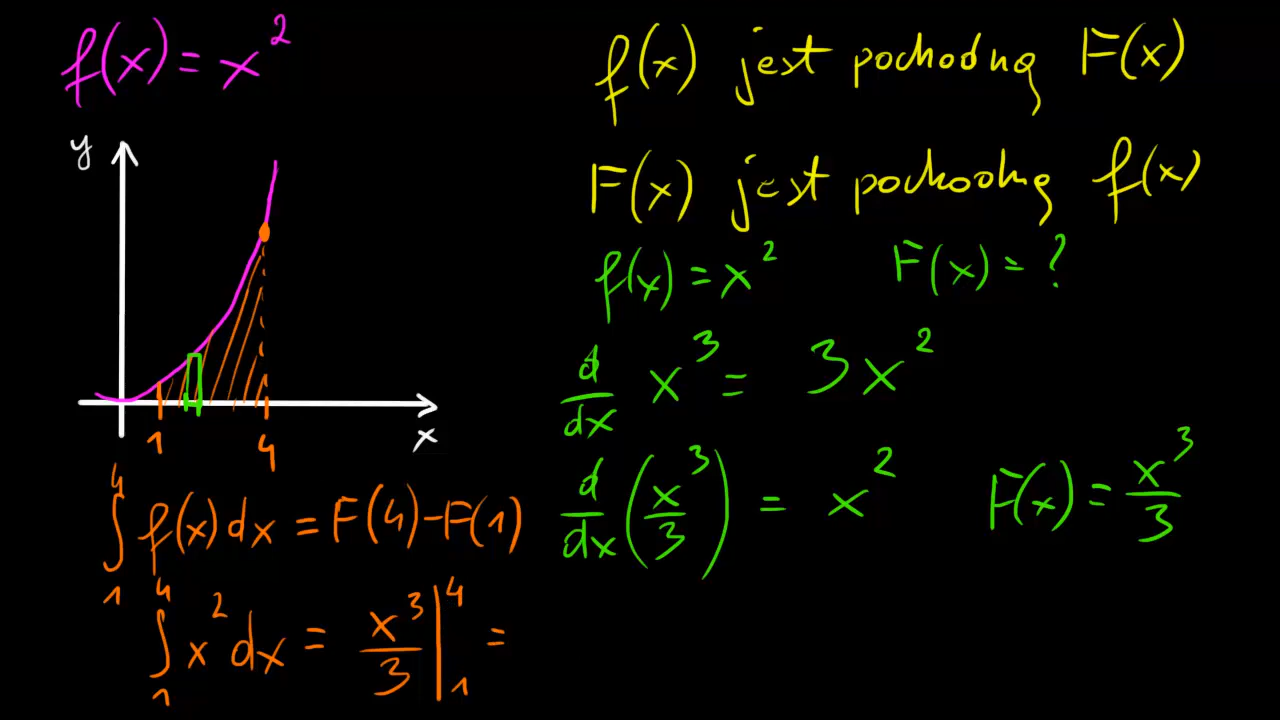 f(x) = x²
y
x
1
4
∫₁⁴ f(x) dx = F(4) - F(1)
∫₁⁴ x² dx = x³/3 |₁⁴ =
f(x) jest pochodną F(x)
F(x) jest pochodną f(x)
f(x) = x² F(x) = ?
d/dx x³ = 3x²
d/dx (x³/3) = x² F(x) = x³/3